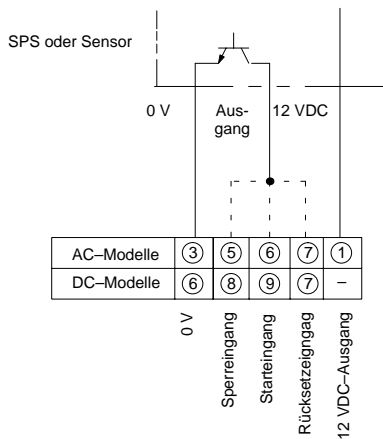 SPS oder Sensor
0 V Aus- 12 VDC
gang
AC–Modelle 3 5 6 7 1
DC–Modelle 6 8 9 7 –
0 V
Sperreingang
Starteingang
Rücksetzeigngag
12 VDC–Ausgang